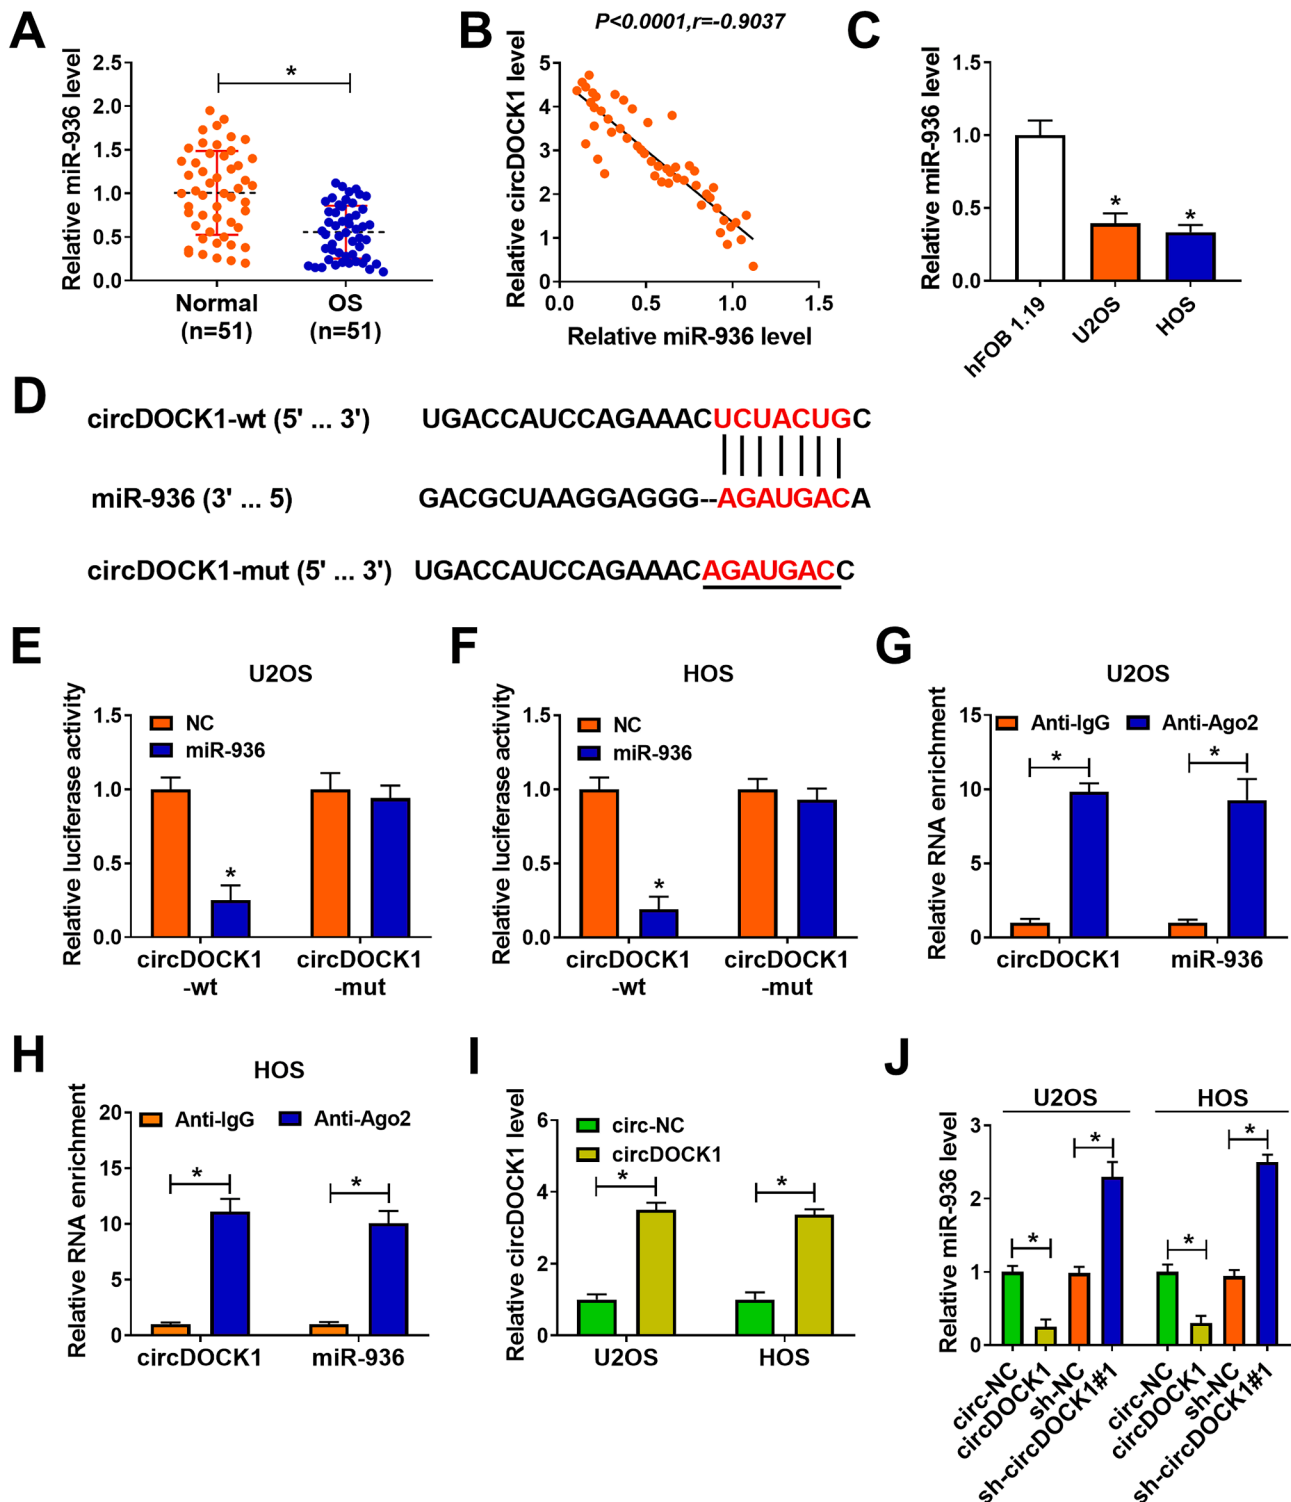 A
Relative miR-936 level
2.5
2.0
1.5
1.0
0.5
0.0
*
Normal
(n=51)
OS
(n=51)
B
P<0.0001,r=-0.9037
Relative circDOCK1 level
5
4
3
2
1
0
0.0 0.5 1.0 1.5
Relative miR-936 level
C
Relative miR-936 level
1.5
1.0
0.5
0.0
* *
hFOB 1.19
U2OS
HOS
D
circDOCK1-wt (5' ... 3') UGACCAUCCAGAAACUCUACUGC
miR-936 (3' ... 5) GACGCUAAGGAGGG--AGAUGACA
circDOCK1-mut (5' ... 3') UGACCAUCCAGAAACAGAUGACC
E
U2OS
Relative luciferase activity
1.5
1.0
0.5
0.0
NC
miR-936
*
circDOCK1
-wt
circDOCK1
-mut
F
HOS
Relative luciferase activity
1.5
1.0
0.5
0.0
NC
miR-936
*
circDOCK1
-wt
circDOCK1
-mut
G
U2OS
Relative RNA enrichment
15
10
5
0
Anti-IgG Anti-Ago2
* *
circDOCK1 miR-936
H
HOS
Relative RNA enrichment
20
15
10
5
0
Anti-IgG Anti-Ago2
* *
circDOCK1 miR-936
I
Relative circDOCK1 level
6
4
2
0
circ-NC
circDOCK1
* *
U2OS HOS
J
U2OS HOS
Relative miR-936 level
3
2
1
0
* * * *
circ-NC
circDOCK1
sh-NC
sh-circDOCK1#1
circ-NC
circDOCK1
sh-NC
sh-circDOCK1#1